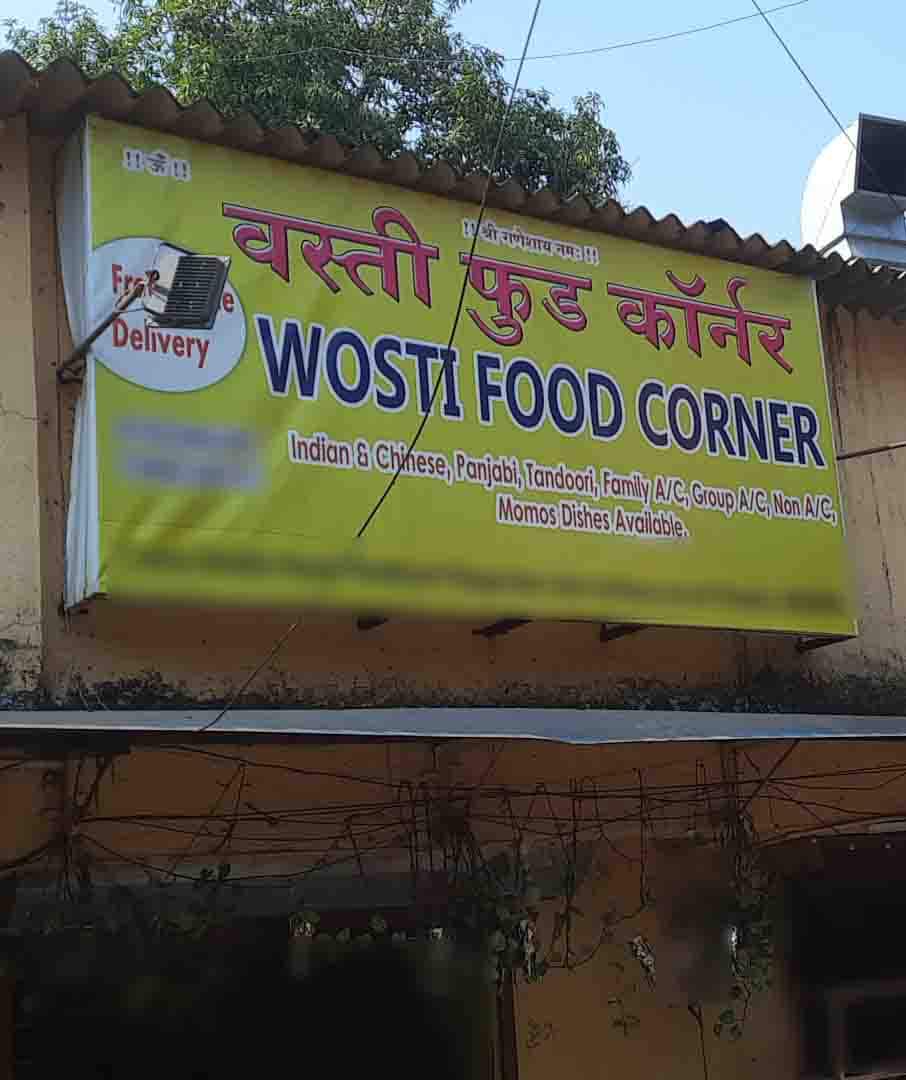 !! ॐ !!
!! श्री गणेशाय नमः !!
वस्ती फुड कॉर्नर
WOSTI FOOD CORNER
Delivery
Indian & Chinese, Panjabi, Tandoori, Family A/C, Group A/C, Non A/C,
Momos Dishes Available.